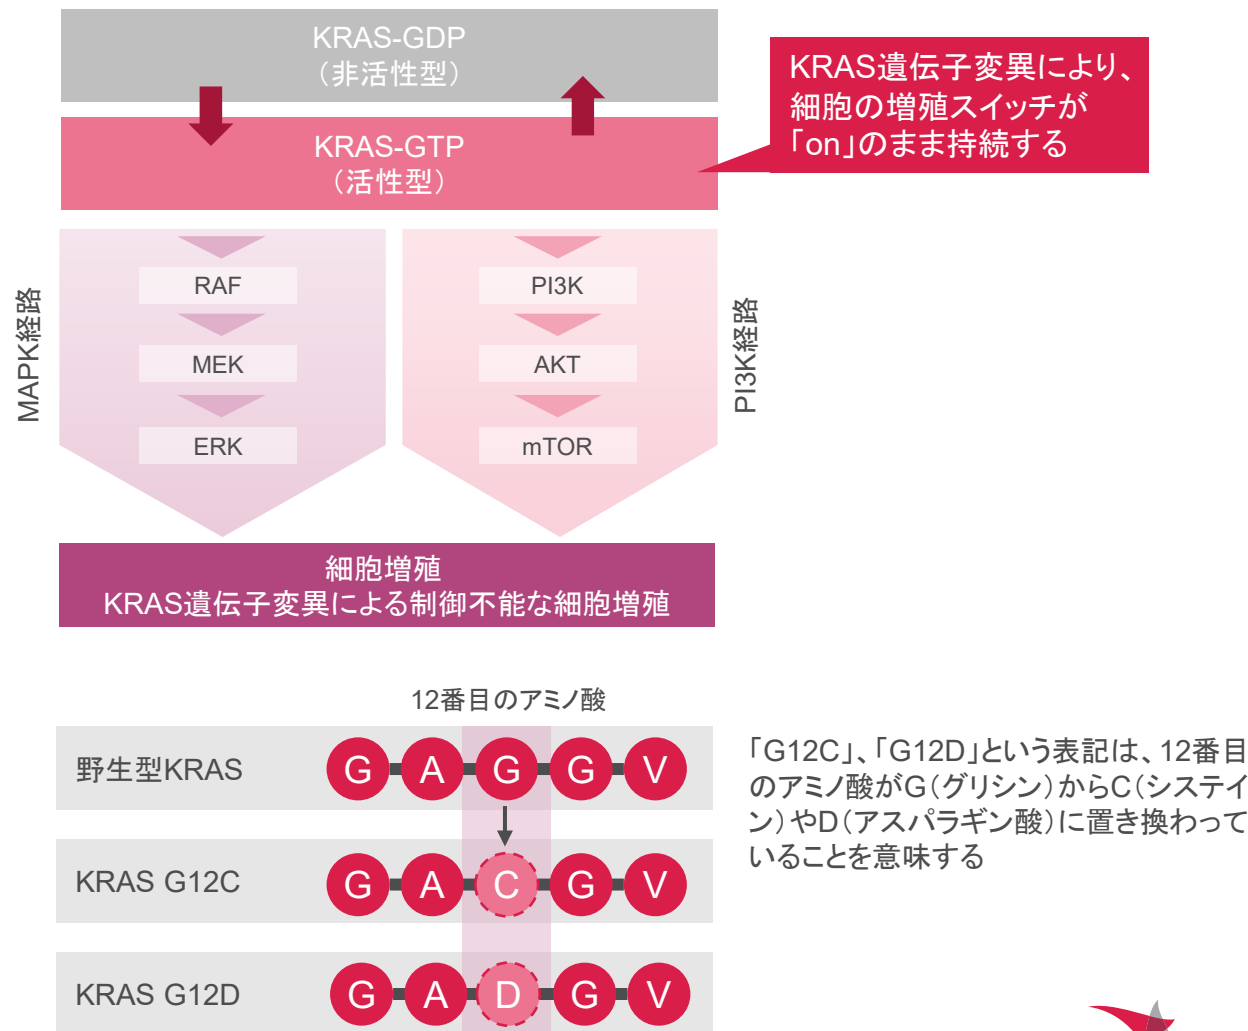 KRAS-GDP
（非活性型）
KRAS-GTP
（活性型）
KRAS遺伝子変異により、
細胞の増殖スイッチが
「on」のまま持続する
MAPK経路
RAF
MEK
ERK
PI3K
AKT
mTOR
PI3K経路
細胞増殖
KRAS遺伝子変異による制御不能な細胞増殖
12番目のアミノ酸
野生型KRAS G A G G V
KRAS G12C G A C G V
KRAS G12D G A D G V
「G12C」、「G12D」という表記は、12番目
のアミノ酸がG（グリシン）からC（システイ
ン）やD（アスパラギン酸）に置き換わって
いることを意味する